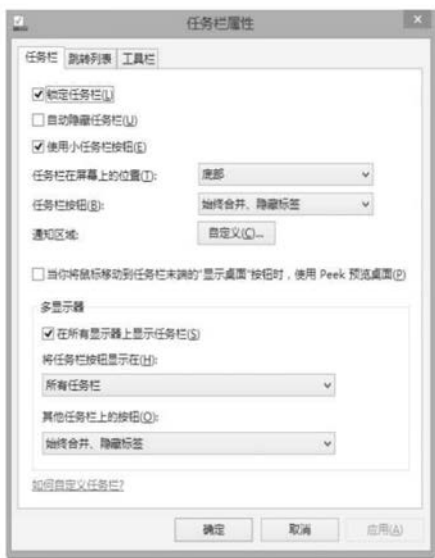 任务栏属性
任务栏 跳转列表 工具栏
锁定任务栏(L)
自动隐藏任务栏(U)
使用小任务栏按钮(E)
任务栏在屏幕上的位置(T): 底部
任务栏按钮(B): 始终合并、隐藏标签
通知区域: 自定义(C)...
当你将鼠标移动到任务栏末端的"显示桌面"按钮时，使用 Peek 预览桌面(P)
多显示器
在所有显示器上显示任务栏(S)
将任务栏按钮显示在(H):
所有任务栏
其他任务栏上的按钮(O):
始终合并、隐藏标签
如何自定义任务栏?
确定 取消 应用(A)